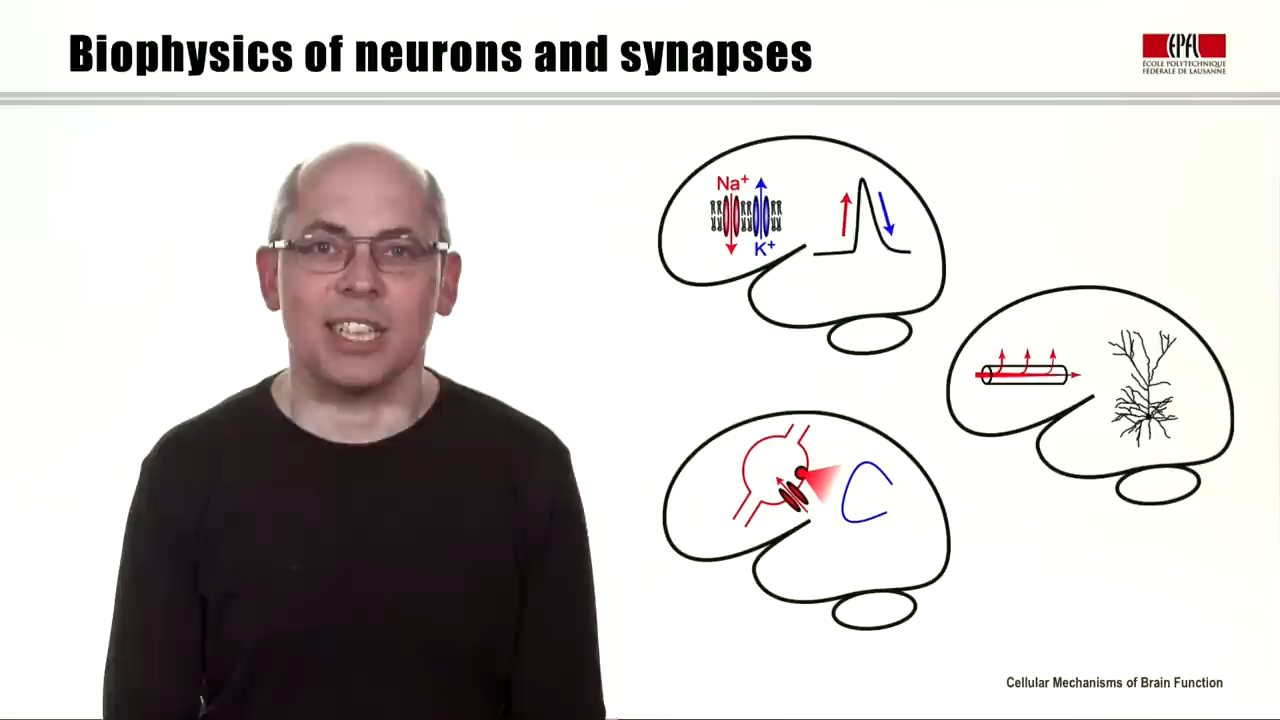 Biophysics of neurons and synapses
EPFL
ÉCOLE POLYTECHNIQUE
FÉDÉRALE DE LAUSANNE
Na⁺
K⁺
Cellular Mechanisms of Brain Function